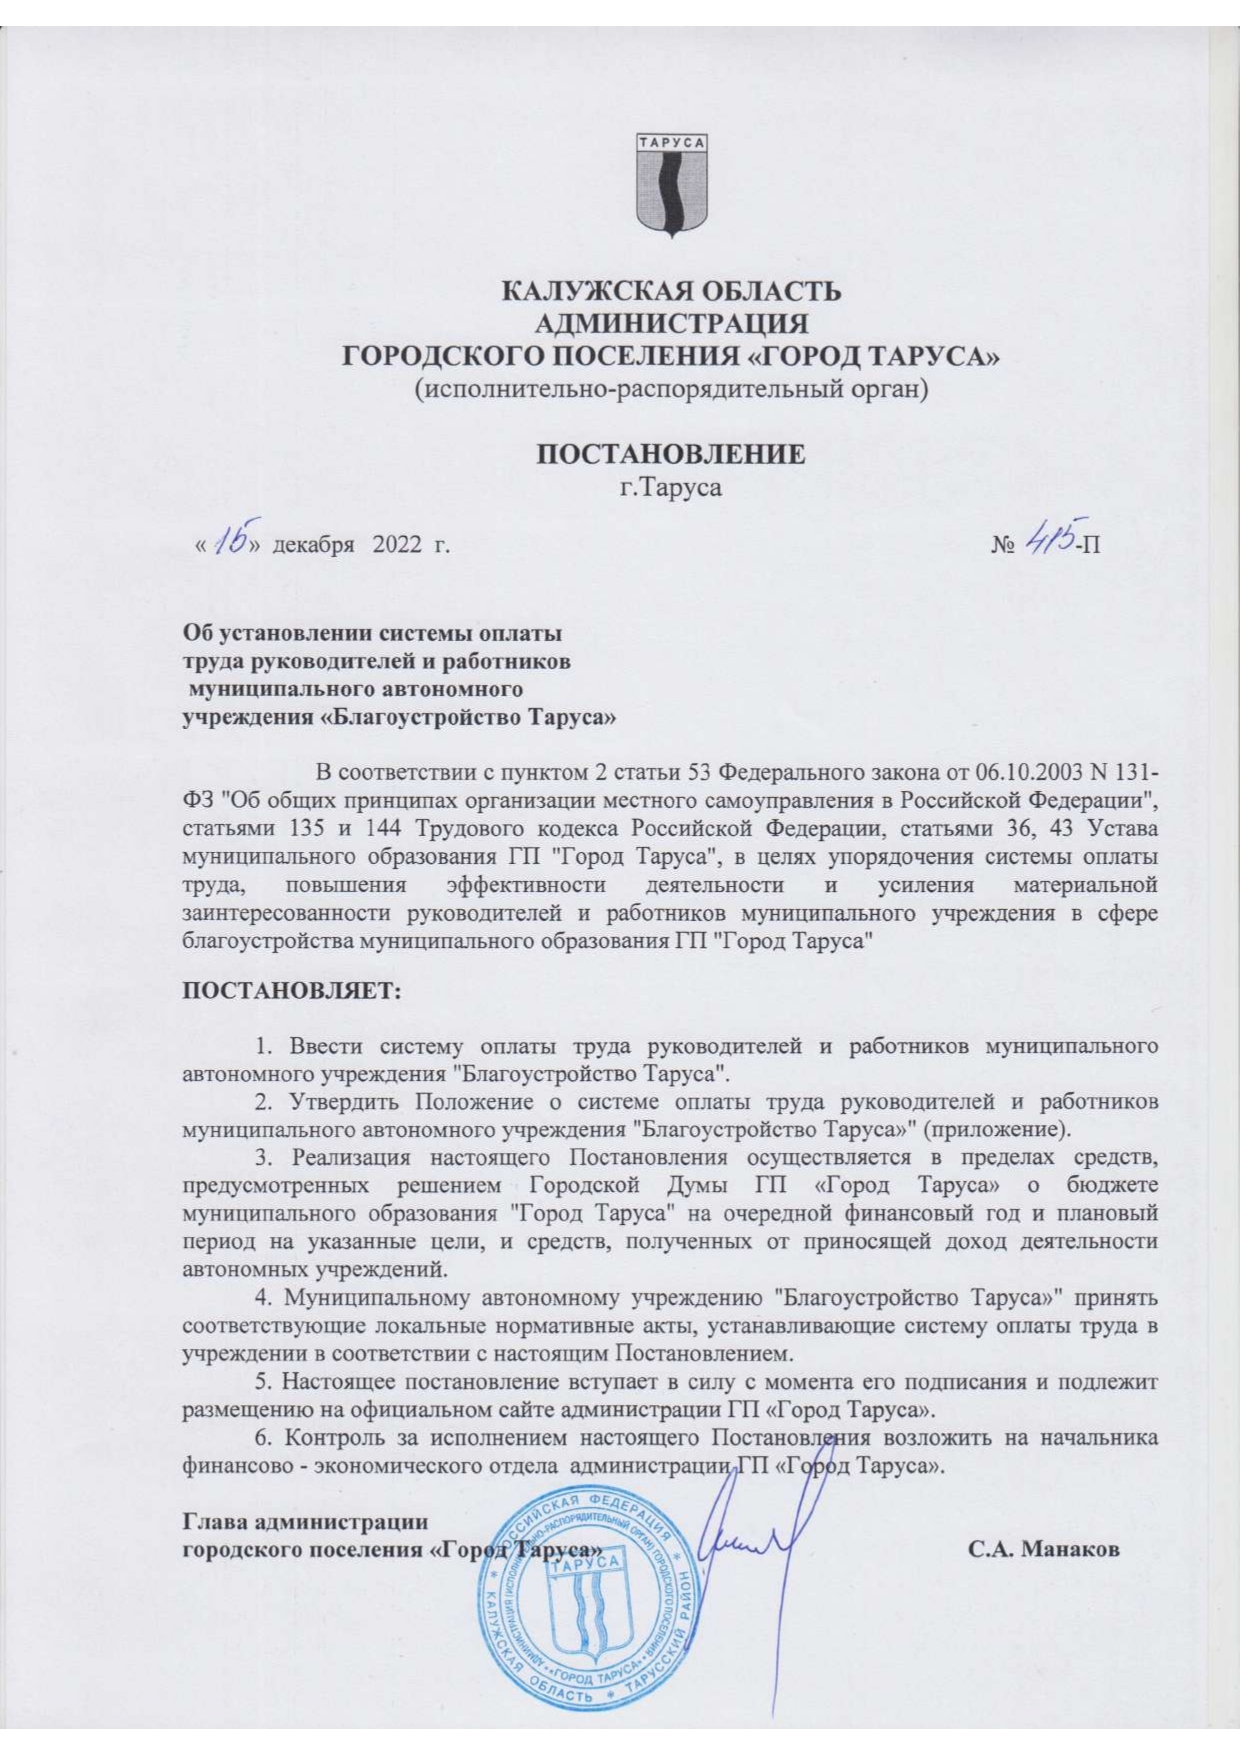 ТАРУСА
КАЛУЖСКАЯ ОБЛАСТЬ
АДМИНИСТРАЦИЯ
ГОРОДСКОГО ПОСЕЛЕНИЯ «ГОРОД ТАРУСА»
(исполнительно-распорядительный орган)
ПОСТАНОВЛЕНИЕ
г.Таруса
« 15 » декабря 2022 г. № 415-П
Об установлении системы оплаты
труда руководителей и работников
муниципального автономного
учреждения «Благоустройство Таруса»
В соответствии с пунктом 2 статьи 53 Федерального закона от 06.10.2003 N 131-
ФЗ "Об общих принципах организации местного самоуправления в Российской Федерации",
статьями 135 и 144 Трудового кодекса Российской Федерации, статьями 36, 43 Устава
муниципального образования ГП "Город Таруса", в целях упорядочения системы оплаты
труда, повышения эффективности деятельности и усиления материальной
заинтересованности руководителей и работников муниципального учреждения в сфере
благоустройства муниципального образования ГП "Город Таруса"
ПОСТАНОВЛЯЕТ:
1. Ввести систему оплаты труда руководителей и работников муниципального
автономного учреждения "Благоустройство Таруса".
2. Утвердить Положение о системе оплаты труда руководителей и работников
муниципального автономного учреждения "Благоустройство Таруса»" (приложение).
3. Реализация настоящего Постановления осуществляется в пределах средств,
предусмотренных решением Городской Думы ГП «Город Таруса» о бюджете
муниципального образования "Город Таруса" на очередной финансовый год и плановый
период на указанные цели, и средств, полученных от приносящей доход деятельности
автономных учреждений.
4. Муниципальному автономному учреждению "Благоустройство Таруса»" принять
соответствующие локальные нормативные акты, устанавливающие систему оплаты труда в
учреждении в соответствии с настоящим Постановлением.
5. Настоящее постановление вступает в силу с момента его подписания и подлежит
размещению на официальном сайте администрации ГП «Город Таруса».
6. Контроль за исполнением настоящего Постановления возложить на начальника
финансово - экономического отдела администрации ГП «Город Таруса».
Глава администрации
городского поселения «Город Таруса» С.А. Манаков
РОССИЙСКАЯ ФЕДЕРАЦИЯ * ТАРУССКИЙ РАЙОН * КАЛУЖСКАЯ ОБЛАСТЬ *
АДМИНИСТРАЦИЯ (ИСПОЛНИТЕЛЬНО-РАСПОРЯДИТЕЛЬНЫЙ ОРГАН) ГОРОДСКОГО ПОСЕЛЕНИЯ «ГОРОД ТАРУСА»
ТАРУСА